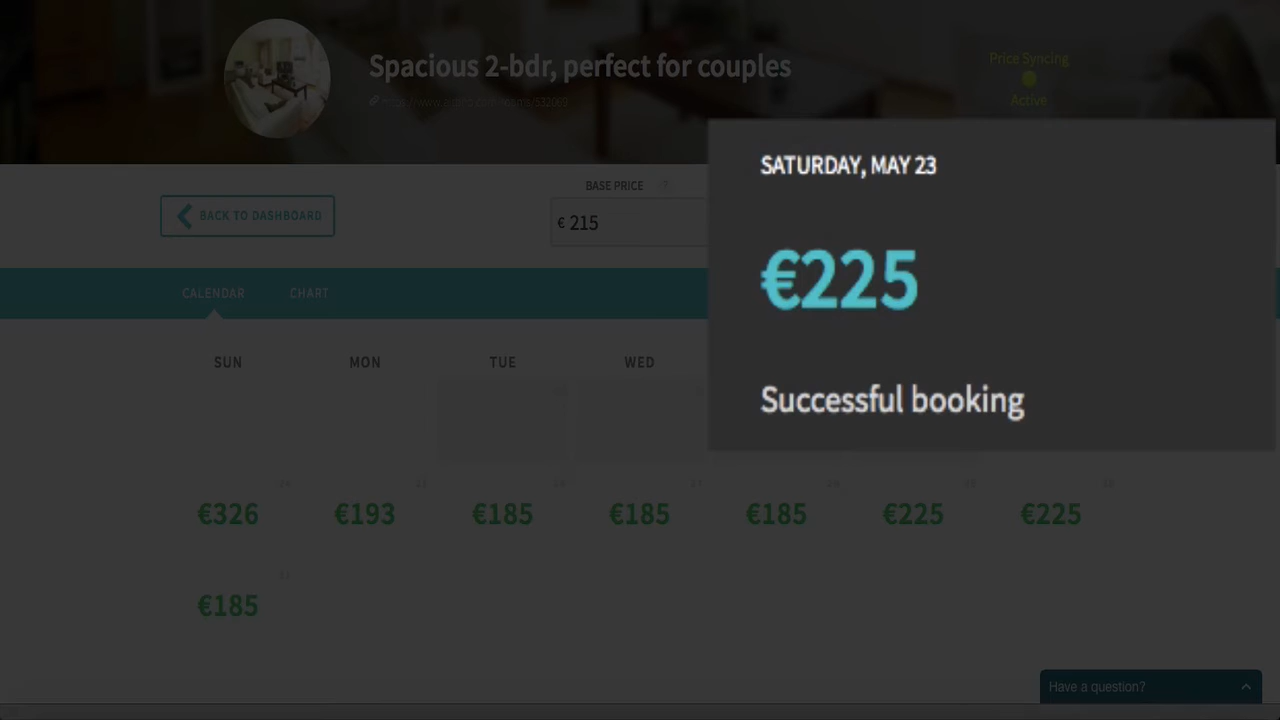 Spacious 2-bdr, perfect for couples
Price Syncing
Active
SATURDAY, MAY 23
BASE PRICE ?
BACK TO DASHBOARD
€ 215
€225
CALENDAR CHART
SUN MON TUE WED
Successful booking
€326 €193 €185 €185 €185 €225 €225
€185
Have a question?